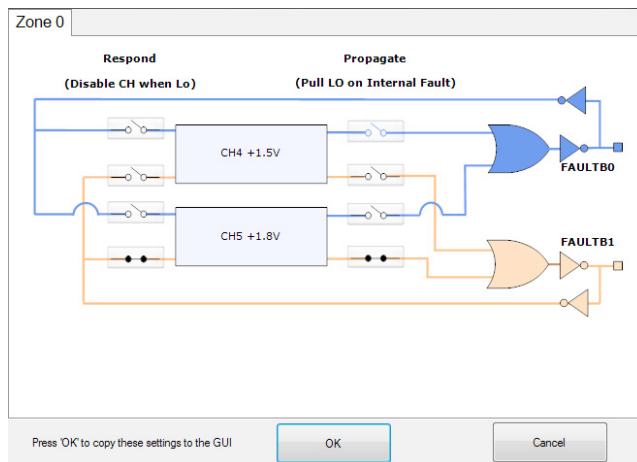 Zone 0
Respond
Propagate
(Disable CH when Lo)
(Pull LO on Internal Fault)
CH4 +1.5V
FAULTB0
CH5 +1.8V
FAULTB1
Press 'OK' to copy these settings to the GUI
OK
Cancel